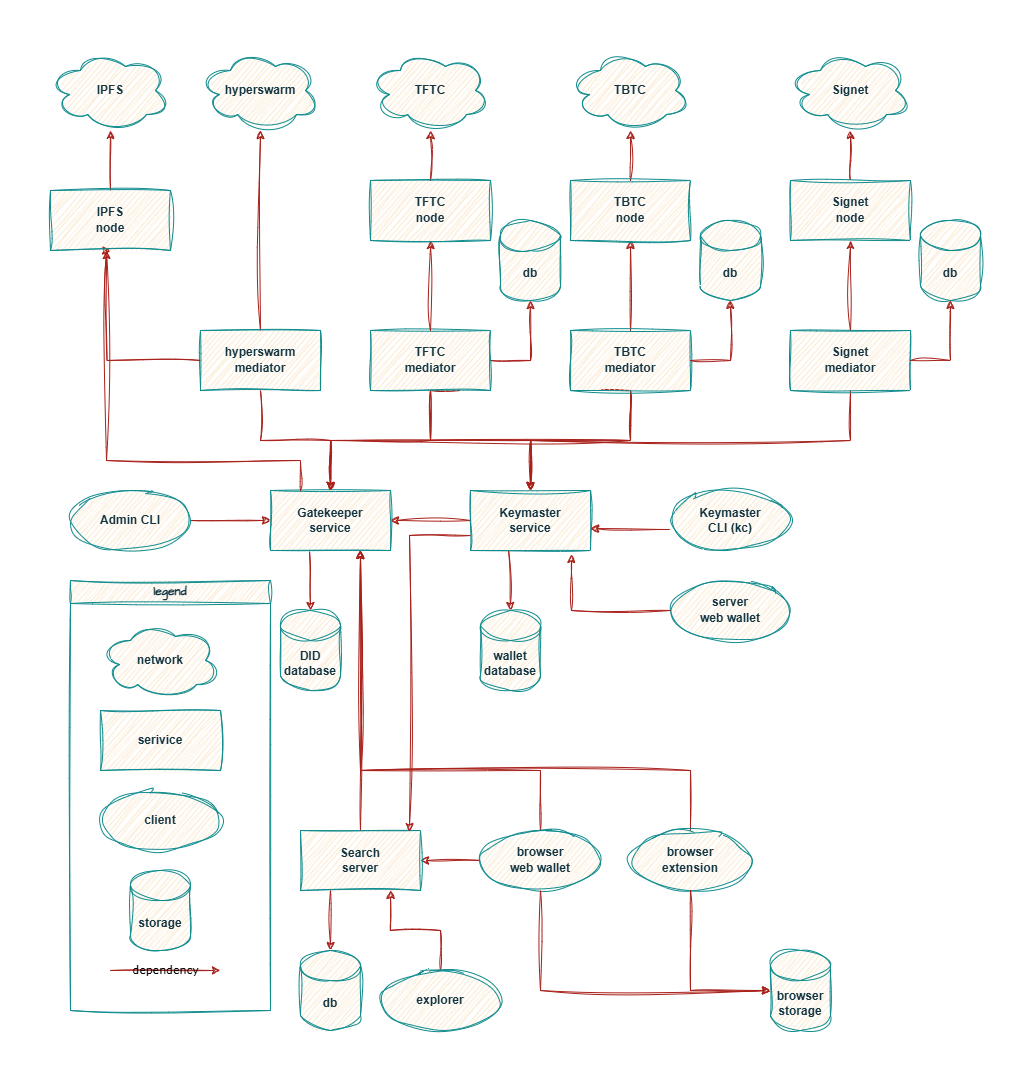 IPFS
hyperswarm
TFTC
TBTC
Signet
IPFS
node
TFTC
node
TBTC
node
Signet
node
db
db
db
hyperswarm
mediator
TFTC
mediator
TBTC
mediator
Signet
mediator
Admin CLI
Gatekeeper
service
Keymaster
service
Keymaster
CLI (kc)
legend
server
web wallet
network
DID
database
wallet
database
serivice
client
Search
server
browser
web wallet
browser
extension
storage
dependency
db
explorer
browser
storage